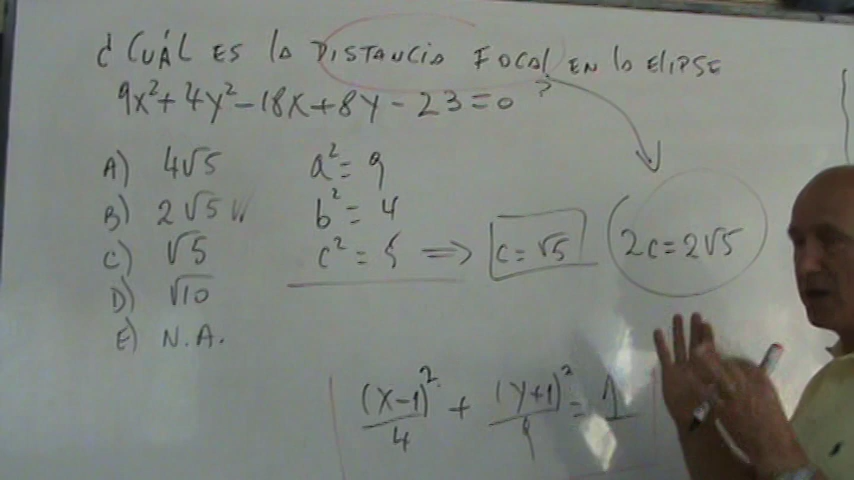 ¿ CUÁL ES la DISTANCIA FOCAL EN la ElIPSE
9x²+4y²-18x+8y-23=0 ?
A) 4√5
B) 2√5
C) √5
D) √10
E) N.A.
a²=9
b²=4
c²=5 ⟹ c=√5
2c=2√5
(x-1)²/4 + (y+1)²/9 = 1